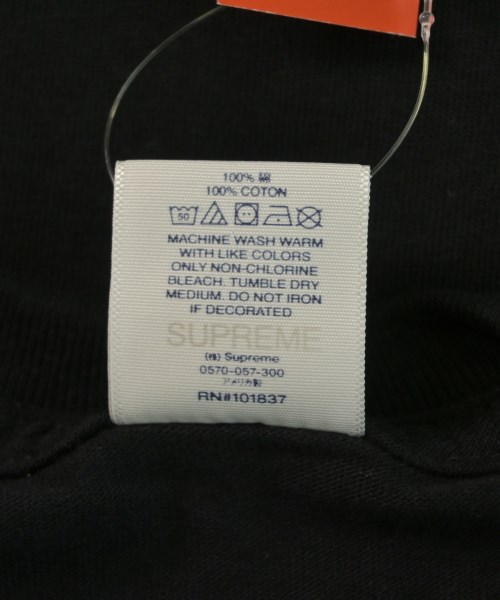 100% 綿
100% COTON
50
MACHINE WASH WARM
WITH LIKE COLORS
ONLY NON-CHLORINE
BLEACH. TUMBLE DRY
MEDIUM. DO NOT IRON
IF DECORATED
SUPREME
(株) Supreme
0570-057-300
アメリカ製
RN#101837